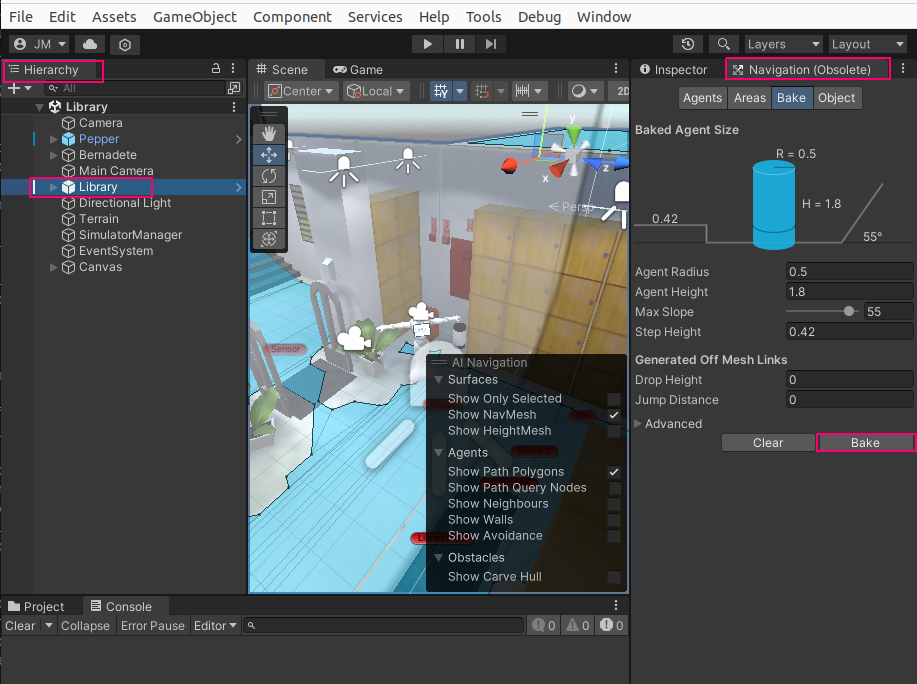 File Edit Assets GameObject Component Services Help Tools Debug Window
JM Layers Layout
Hierarchy
All
Library
Camera
Pepper
Bernadete
Main Camera
Library
Directional Light
Terrain
SimulatorManager
EventSystem
Canvas
Scene Game
Center Local 2D
y
x
z
Persp
Sensor
Robot 2
AI Navigation
Surfaces
Show Only Selected
Show NavMesh
Show HeightMesh
Agents
Show Path Polygons
Show Path Query Nodes
Show Neighbours
Show Walls
Show Avoidance
Obstacles
Show Carve Hull
Inspector Navigation (Obsolete)
Agents Areas Bake Object
Baked Agent Size
R = 0.5
H = 1.8
0.42
55°
Agent Radius 0.5
Agent Height 1.8
Max Slope 55
Step Height 0.42
Generated Off Mesh Links
Drop Height 0
Jump Distance 0
Advanced
Clear Bake
Project Console
Clear Collapse Error Pause Editor 0 0 0